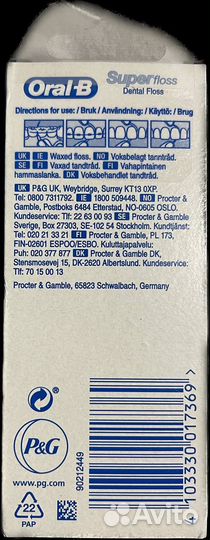 Oral-B Superfloss
Dental Floss
Directions for use: / Bruk / Användning: / Käyttö: / Brug
UK IE Waxed floss. NO Voksbelagt tanntråd.
SE Vaxad tandtråd. FI Vahapintainen
hammaslanka. DK Voksbehandlet tandtråd.
UK P&G UK, Weybridge, Surrey KT13 0XP.
Tel: 0800 7311792. IE 1800 509448. NO Procter &
Gamble, Postboks 6484 Etterstad, NO-0605 OSLO.
Kundeservice: Tlf 22 63 00 93 SE Procter & Gamble
Sverige, Box 27303, SE-102 54 Stockholm. Kundservice:
Tel: 020 21 33 21 FI Procter & Gamble, PL 173,
FIN-02601 ESPOO/ESBO. Kuluttajapalvelu:
Puh: 020 377 877 DK Procter & Gamble DK,
Stensmosevej 15, DK-2620 Albertslund. Kundeservice:
Tlf: 70 15 00 13
Procter & Gamble, 65823 Schwalbach, Germany
P&G
www.pg.com
22
PAP
90212449
4103330017369
Avito